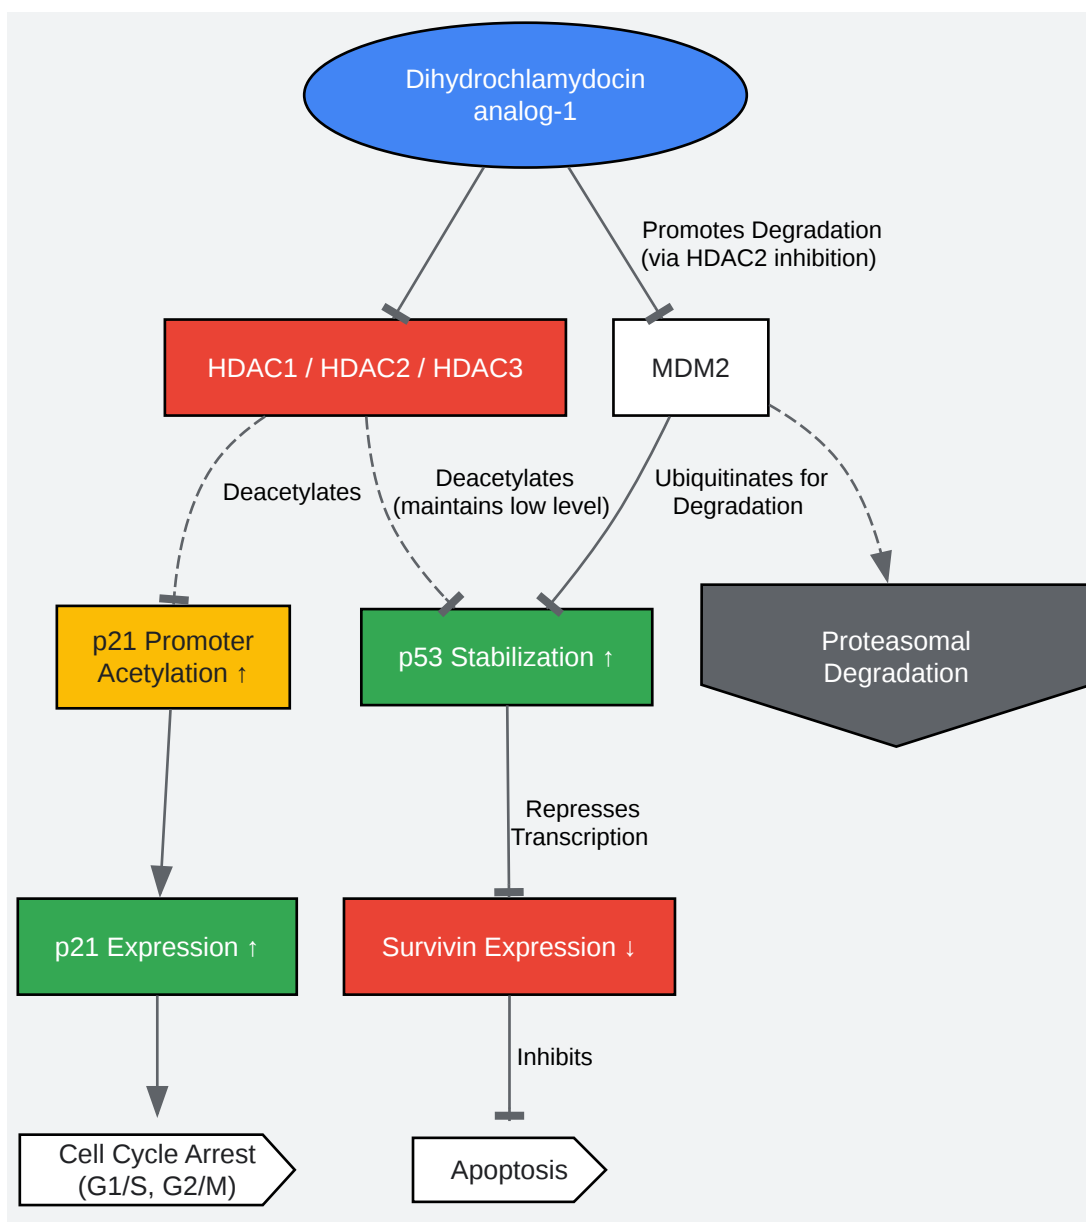 Dihydrochlamydocin
analog-1
Promotes Degradation
(via HDAC2 inhibition)
HDAC1 / HDAC2 / HDAC3
MDM2
Deacetylates
Deacetylates
(maintains low level)
Ubiquitinates for
Degradation
p21 Promoter
Acetylation ↑
p53 Stabilization ↑
Proteasomal
Degradation
Represses
Transcription
p21 Expression ↑
Survivin Expression ↓
Inhibits
Cell Cycle Arrest
(G1/S, G2/M)
Apoptosis